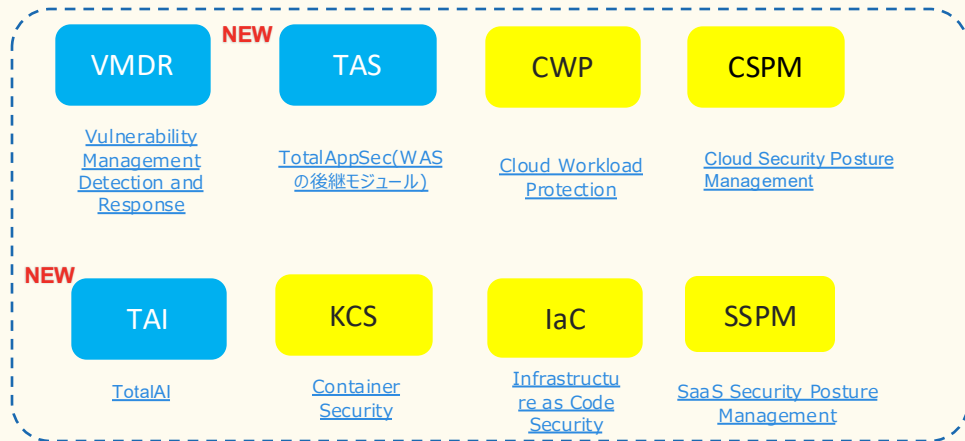 NEW
VMDR
TAS
CWP
CSPM
Vulnerability
Management
Detection and
Response
TotalAppSec(WAS
の後継モジュール)
Cloud Workload
Protection
Cloud Security Posture
Management
NEW
TAI
KCS
IaC
SSPM
TotalAI
Container
Security
Infrastructu
re as Code
Security
SaaS Security Posture
Management